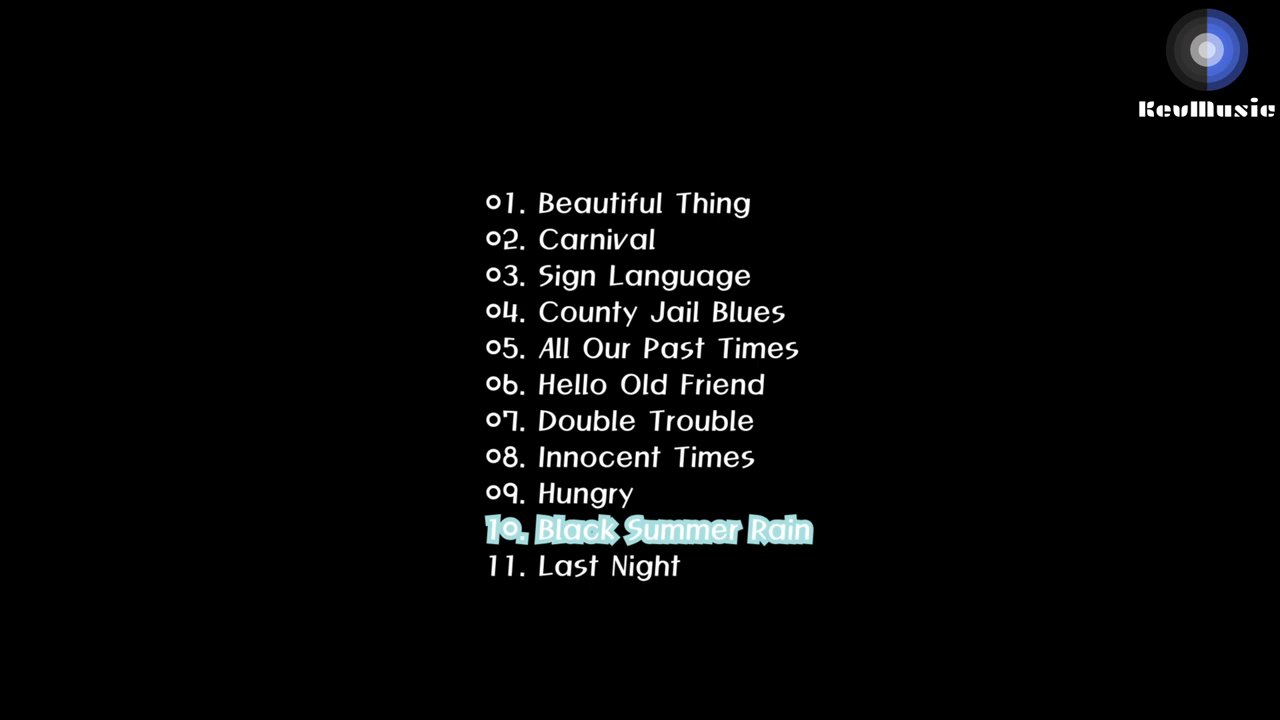 KevMusic
01. Beautiful Thing
02. Carnival
03. Sign Language
04. County Jail Blues
05. All Our Past Times
06. Hello Old Friend
07. Double Trouble
08. Innocent Times
09. Hungry
10. Black Summer Rain
11. Last Night